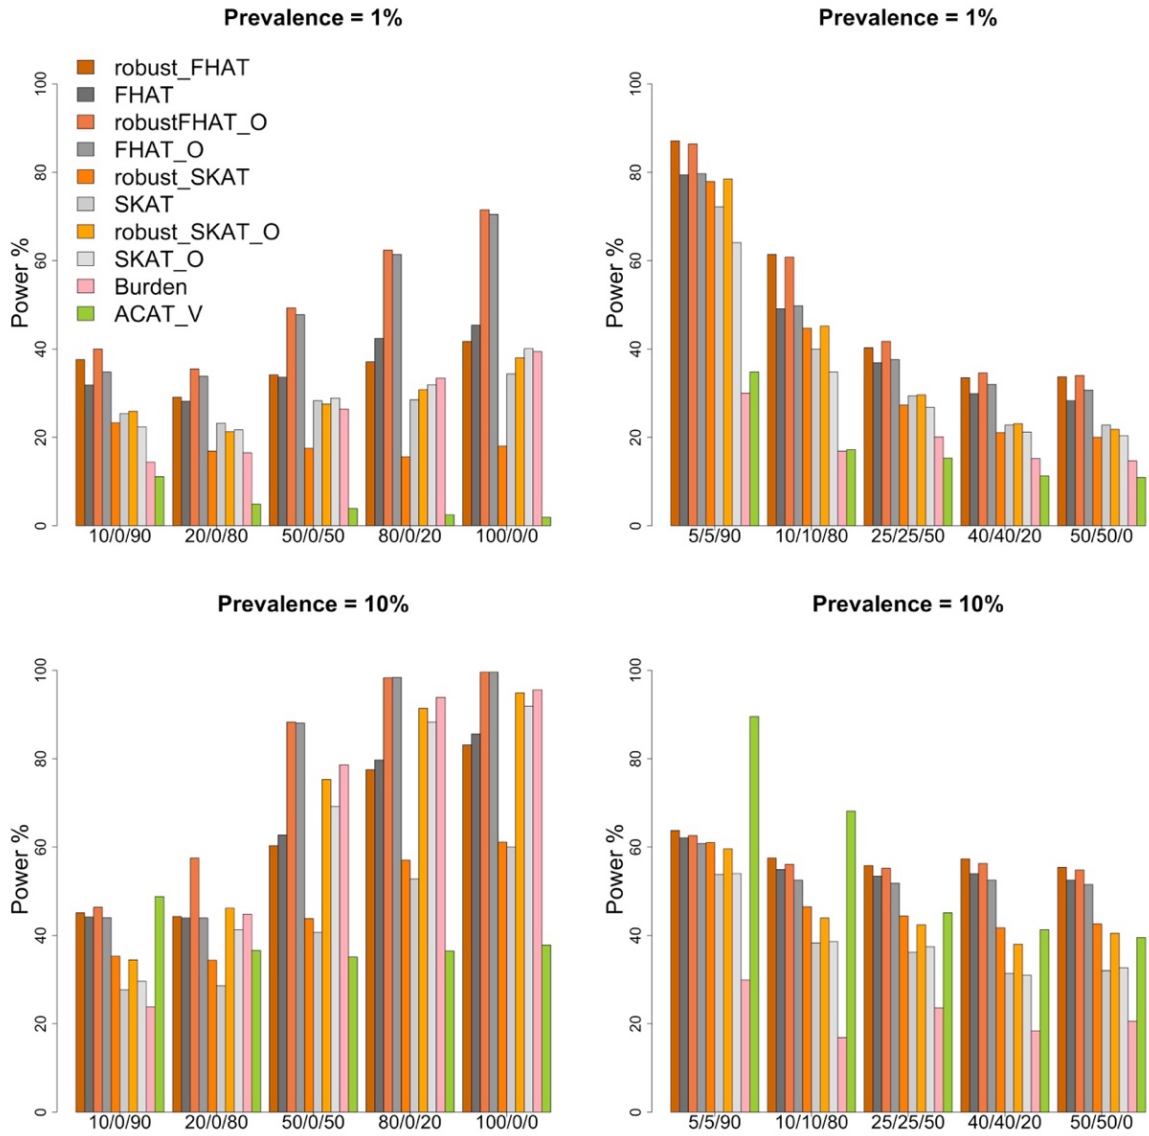 Prevalence = 1%
Prevalence = 1%
robust_FHAT
FHAT
robustFHAT_O
FHAT_O
robust_SKAT
SKAT
robust_SKAT_O
SKAT_O
Burden
ACAT_V
Power %
0
20
40
60
80
100
10/0/90 20/0/80 50/0/50 80/0/20 100/0/0
Power %
0
20
40
60
80
100
5/5/90 10/10/80 25/25/50 40/40/20 50/50/0
Prevalence = 10%
Prevalence = 10%
Power %
0
20
40
60
80
100
10/0/90 20/0/80 50/0/50 80/0/20 100/0/0
Power %
0
20
40
60
80
100
5/5/90 10/10/80 25/25/50 40/40/20 50/50/0